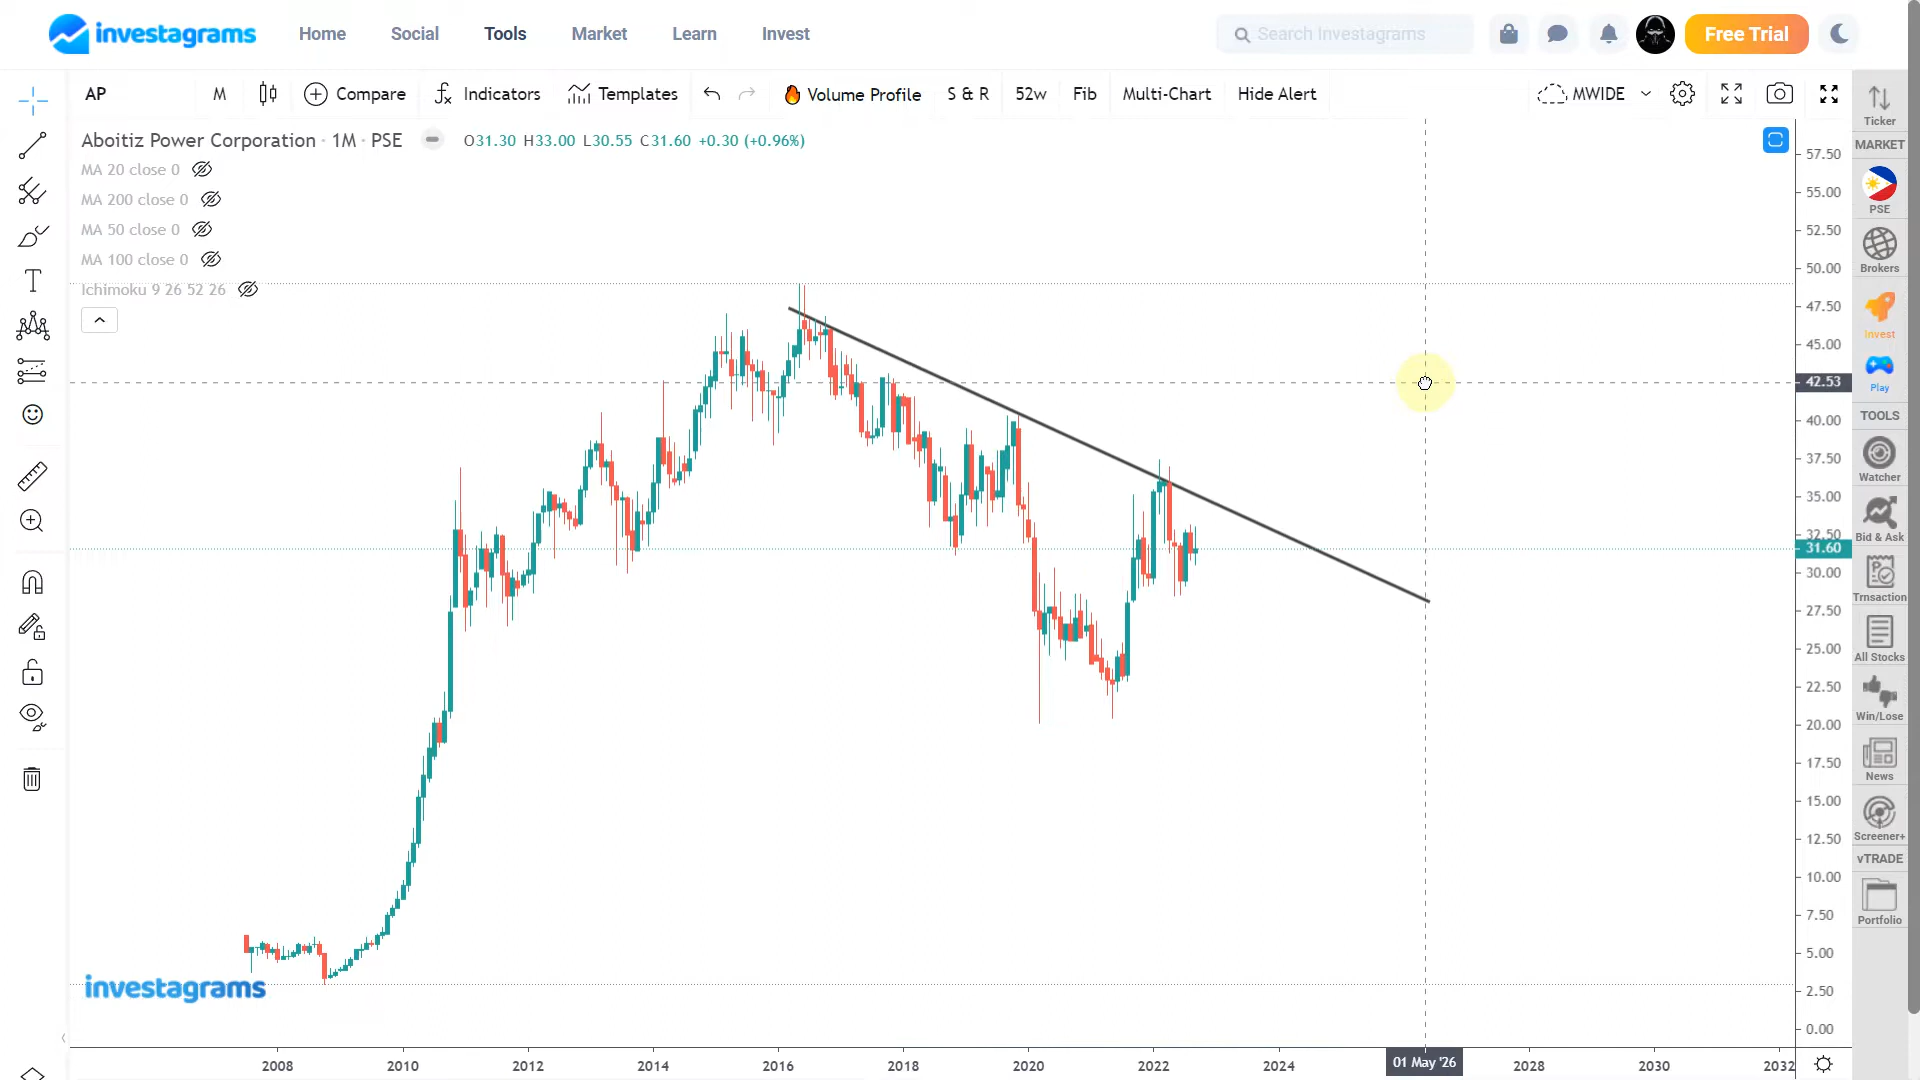 investagrams Home Social Tools Market Learn Invest Search Investagrams Free Trial
AP M Compare Indicators Templates Volume Profile S & R 52w Fib Multi-Chart Hide Alert MWIDE
Aboitiz Power Corporation · 1M · PSE O31.30 H33.00 L30.55 C31.60 +0.30 (+0.96%)
MA 20 close 0
MA 200 close 0
MA 50 close 0
MA 100 close 0
Ichimoku 9 26 52 26
57.50
55.00
52.50
50.00
47.50
45.00
42.53
40.00
37.50
35.00
32.50
31.60
30.00
27.50
25.00
22.50
20.00
17.50
15.00
12.50
10.00
7.50
5.00
2.50
0.00
investagrams
2008 2010 2012 2014 2016 2018 2020 2022 2024 01 May '26 2028 2030 2032
Ticker
MARKET
PSE
Brokers
Invest
Play
TOOLS
Watcher
Bid & Ask
Trnsaction
All Stocks
Win/Lose
News
Screener+
vTRADE
Portfolio